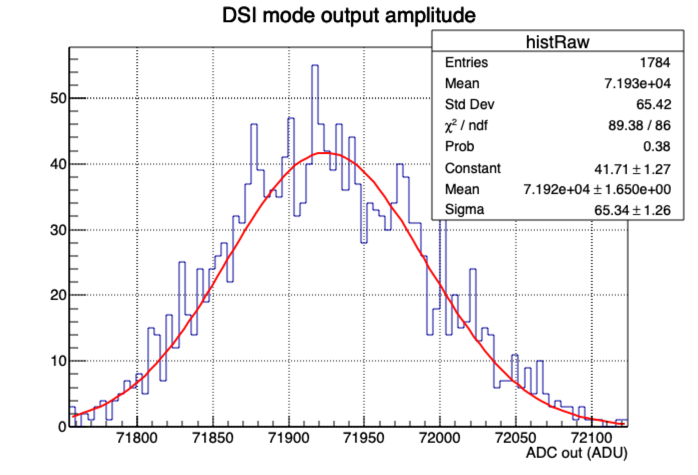 DSI mode output amplitude
histRaw
Entries 1784
Mean 7.193e+04
Std Dev 65.42
χ² / ndf 89.38 / 86
Prob 0.38
Constant 41.71 ± 1.27
Mean 7.192e+04 ± 1.650e+00
Sigma 65.34 ± 1.26
50
40
30
20
10
0
71800 71850 71900 71950 72000 72050 72100
ADC out (ADU)